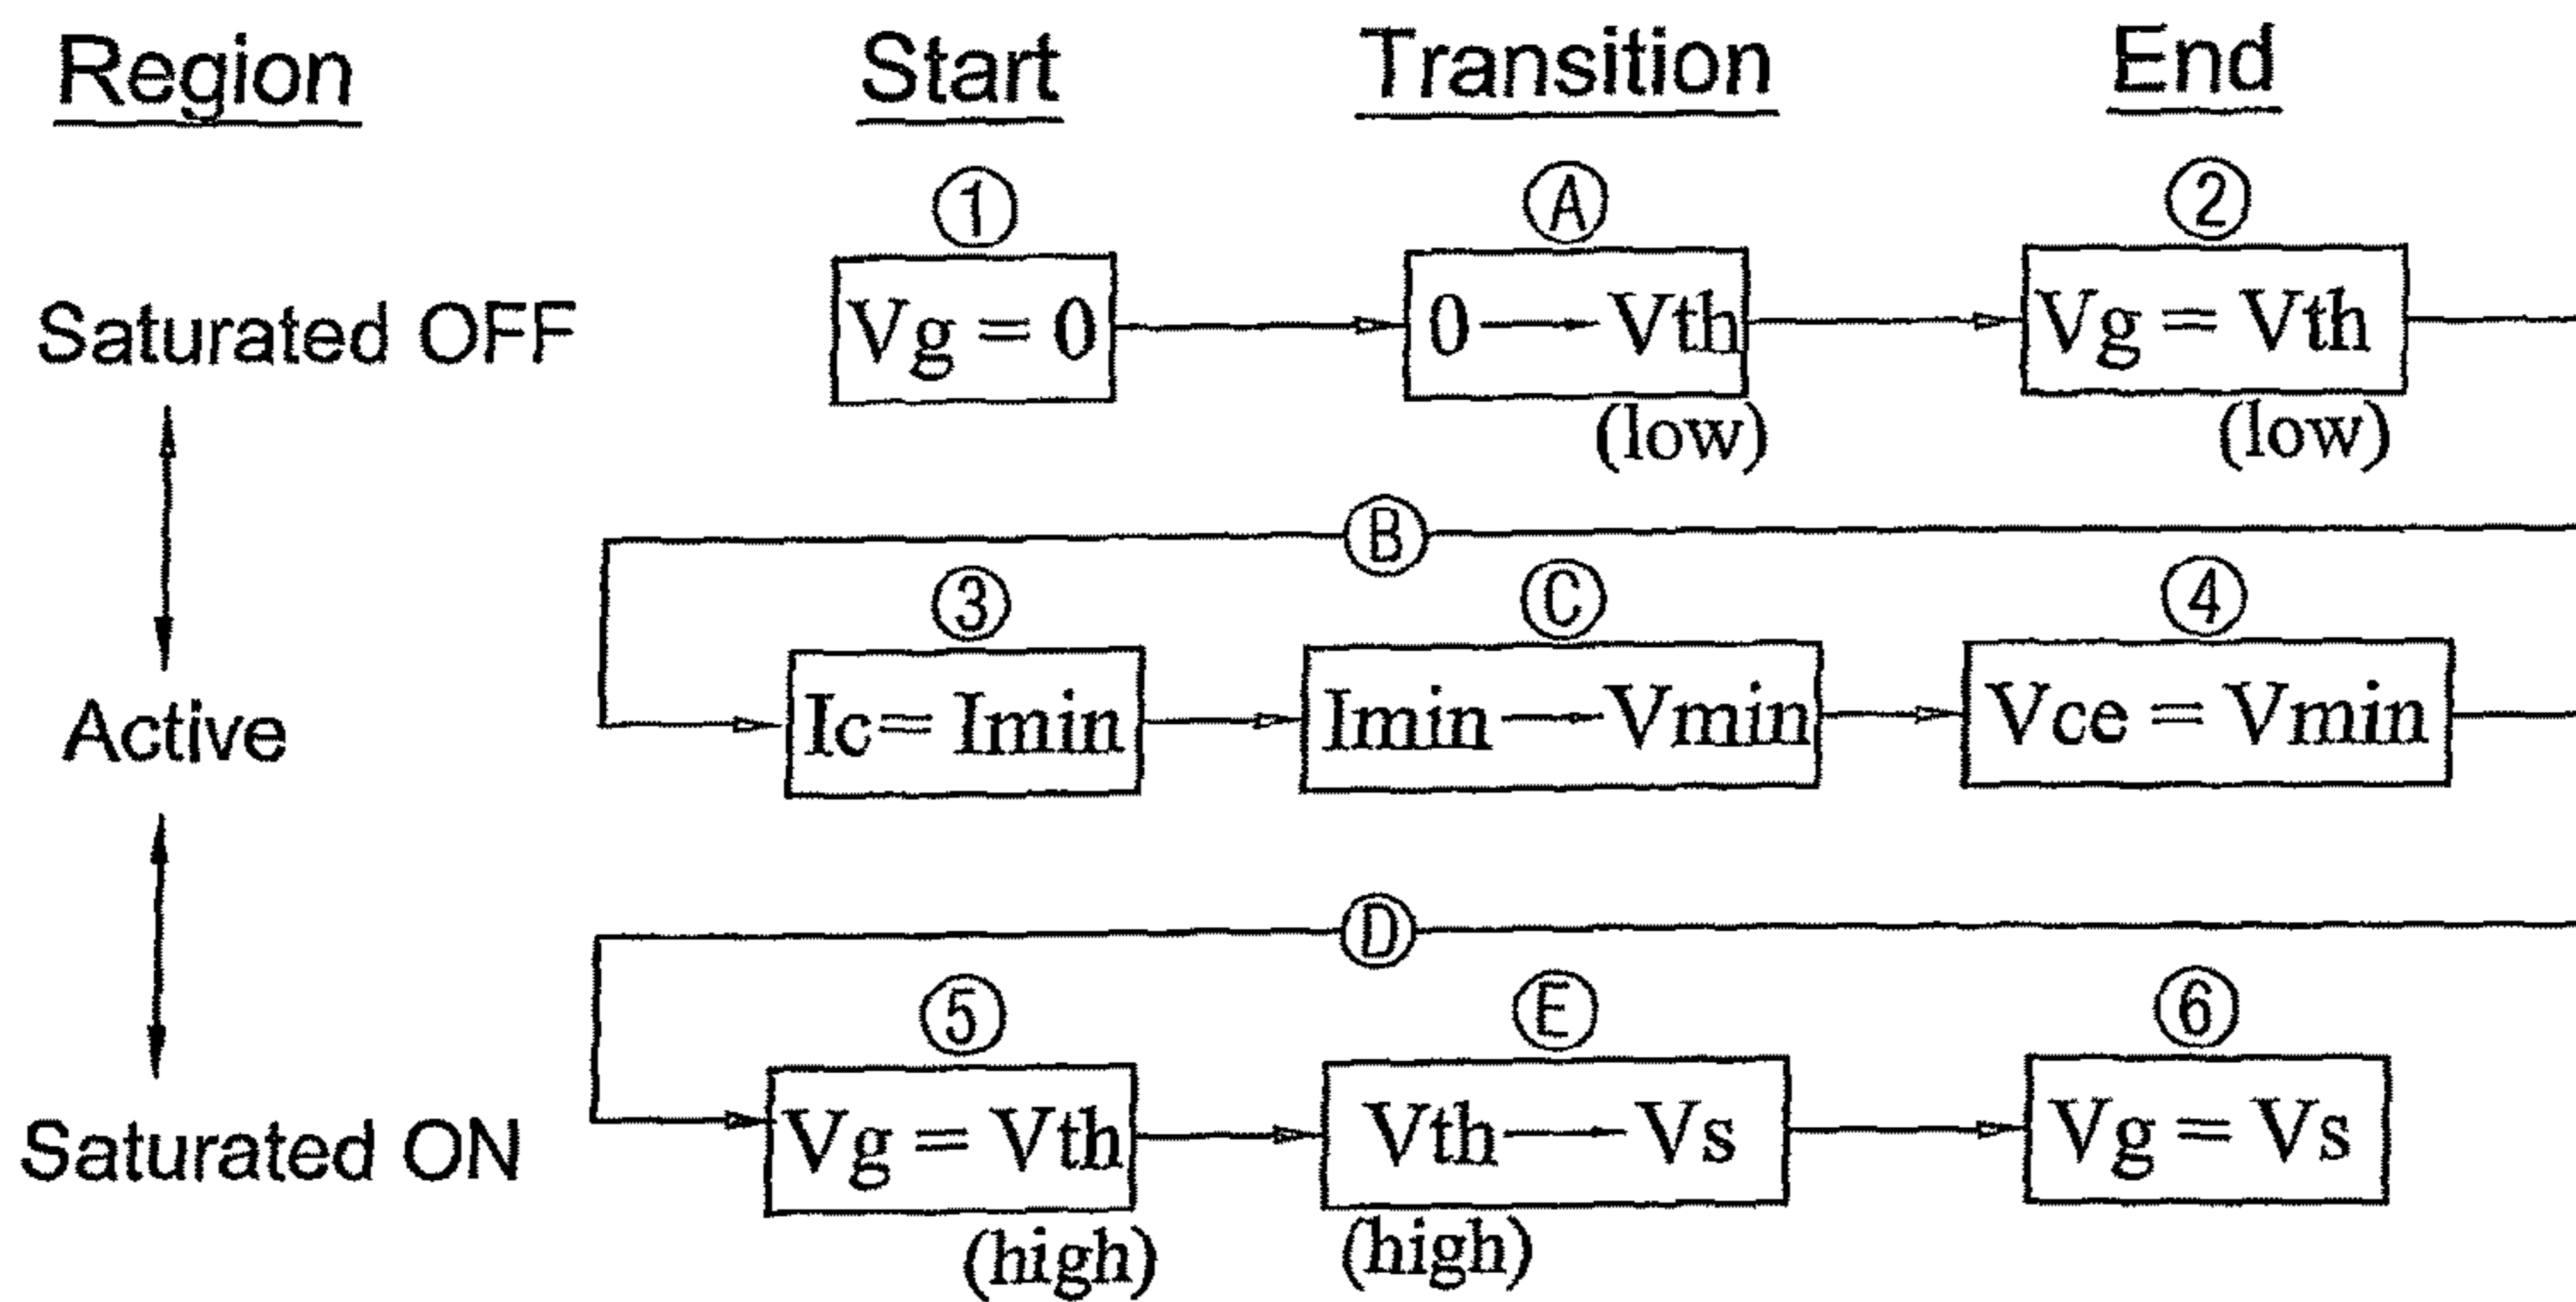 Region Start Transition End
1 A 2
Saturated OFF Vg = 0 0 → Vth Vg = Vth
(low) (low)
B
3 C 4
Active Ic = Imin Imin → Vmin Vce = Vmin
D
5 E 6
Saturated ON Vg = Vth Vth → Vs Vg = Vs
(high) (high)